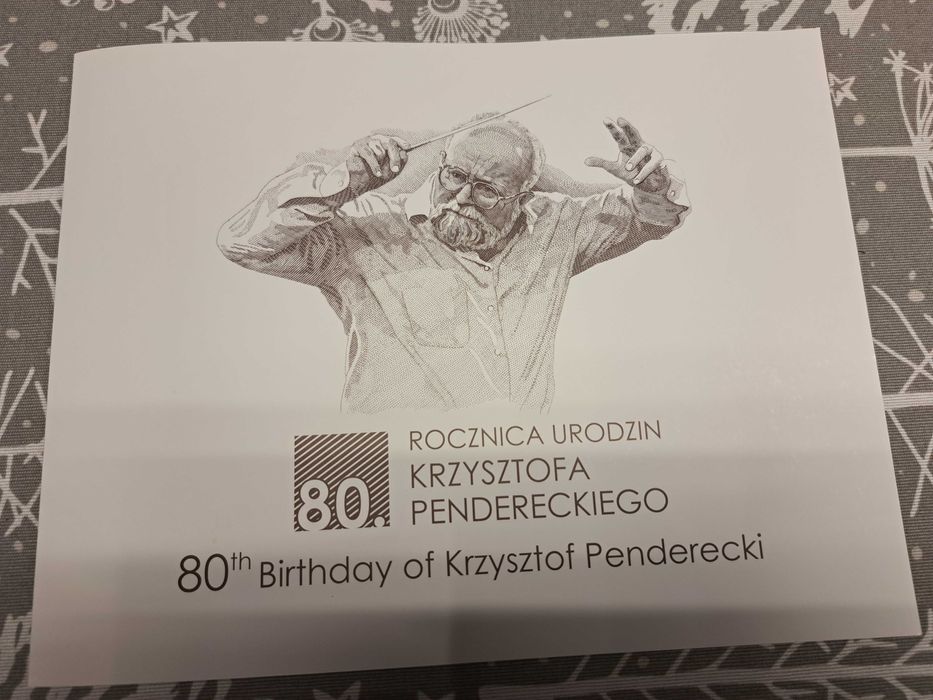 80.
ROCZNICA URODZIN
KRZYSZTOFA
PENDERECKIEGO
80th Birthday of Krzysztof Penderecki